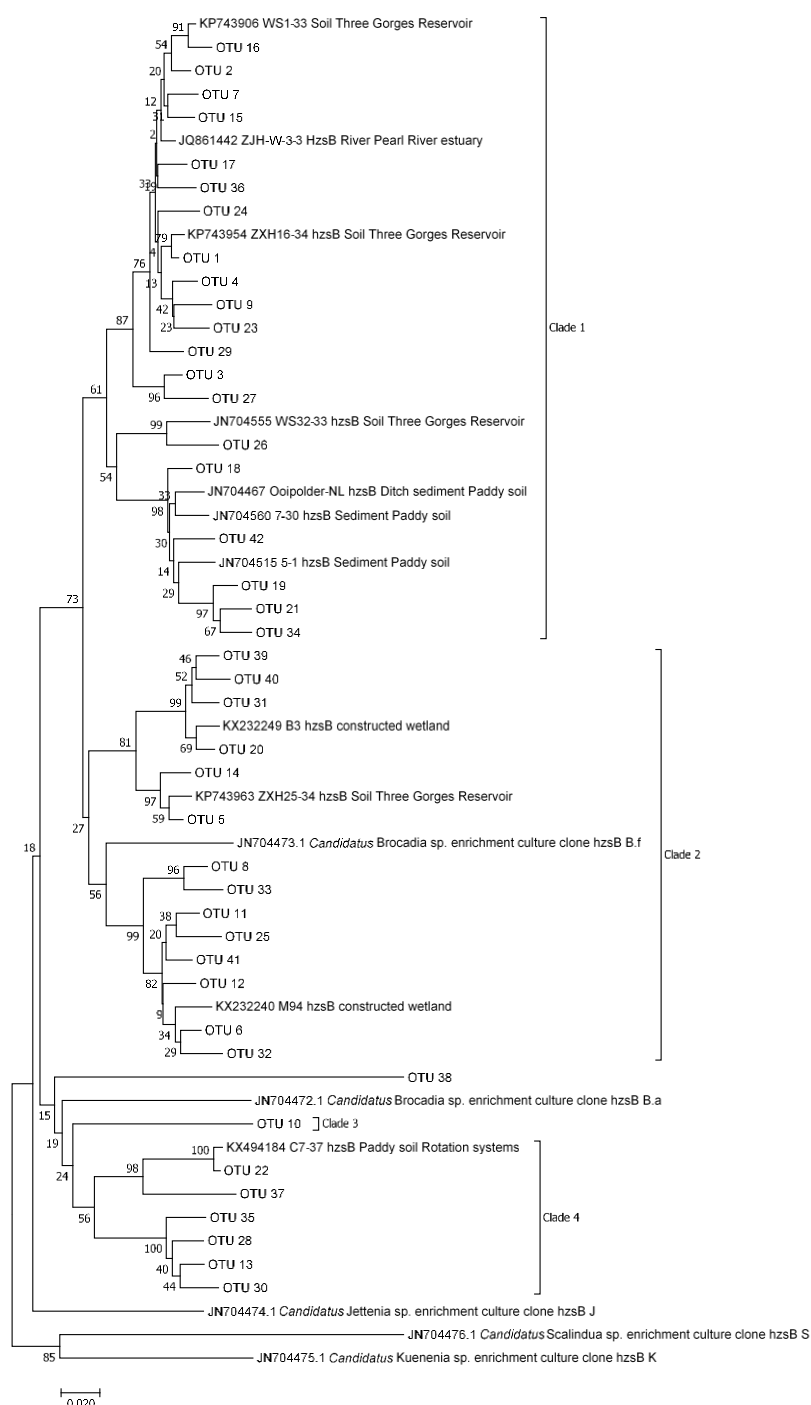 91
KP743906 WS1-33 Soil Three Gorges Reservoir
54
OTU 16
20
OTU 2
OTU 7
12
31
OTU 15
2
JQ861442 ZJH-W-3-3 HzsB River Pearl River estuary
OTU 17
33
19
OTU 36
OTU 24
79
KP743954 ZXH16-34 hzsB Soil Three Gorges Reservoir
4
OTU 1
76
13
OTU 4
OTU 9
42
23
OTU 23
87
Clade 1
OTU 29
OTU 3
61
96
OTU 27
99
JN704555 WS32-33 hzsB Soil Three Gorges Reservoir
OTU 26
54
OTU 18
33
JN704467 Ooipolder-NL hzsB Ditch sediment Paddy soil
98
JN704560 7-30 hzsB Sediment Paddy soil
30
OTU 42
14
JN704515 5-1 hzsB Sediment Paddy soil
29
OTU 19
97
OTU 21
73
67
OTU 34
46
OTU 39
52
OTU 40
99
OTU 31
KX232249 B3 hzsB constructed wetland
81
69
OTU 20
OTU 14
97
KP743963 ZXH25-34 hzsB Soil Three Gorges Reservoir
59
OTU 5
27
JN704473.1 Candidatus Brocadia sp. enrichment culture clone hzsB B.f
18
Clade 2
96
OTU 8
56
OTU 33
38
OTU 11
99
20
OTU 25
OTU 41
82
OTU 12
9
KX232240 M94 hzsB constructed wetland
34
OTU 6
29
OTU 32
OTU 38
15
JN704472.1 Candidatus Brocadia sp. enrichment culture clone hzsB B.a
OTU 10
Clade 3
19
100
KX494184 C7-37 hzsB Paddy soil Rotation systems
24
98
OTU 22
OTU 37
56
OTU 35
Clade 4
100
OTU 28
40
OTU 13
44
OTU 30
JN704474.1 Candidatus Jettenia sp. enrichment culture clone hzsB J
JN704476.1 Candidatus Scalindua sp. enrichment culture clone hzsB S
85
JN704475.1 Candidatus Kuenenia sp. enrichment culture clone hzsB K
0.020